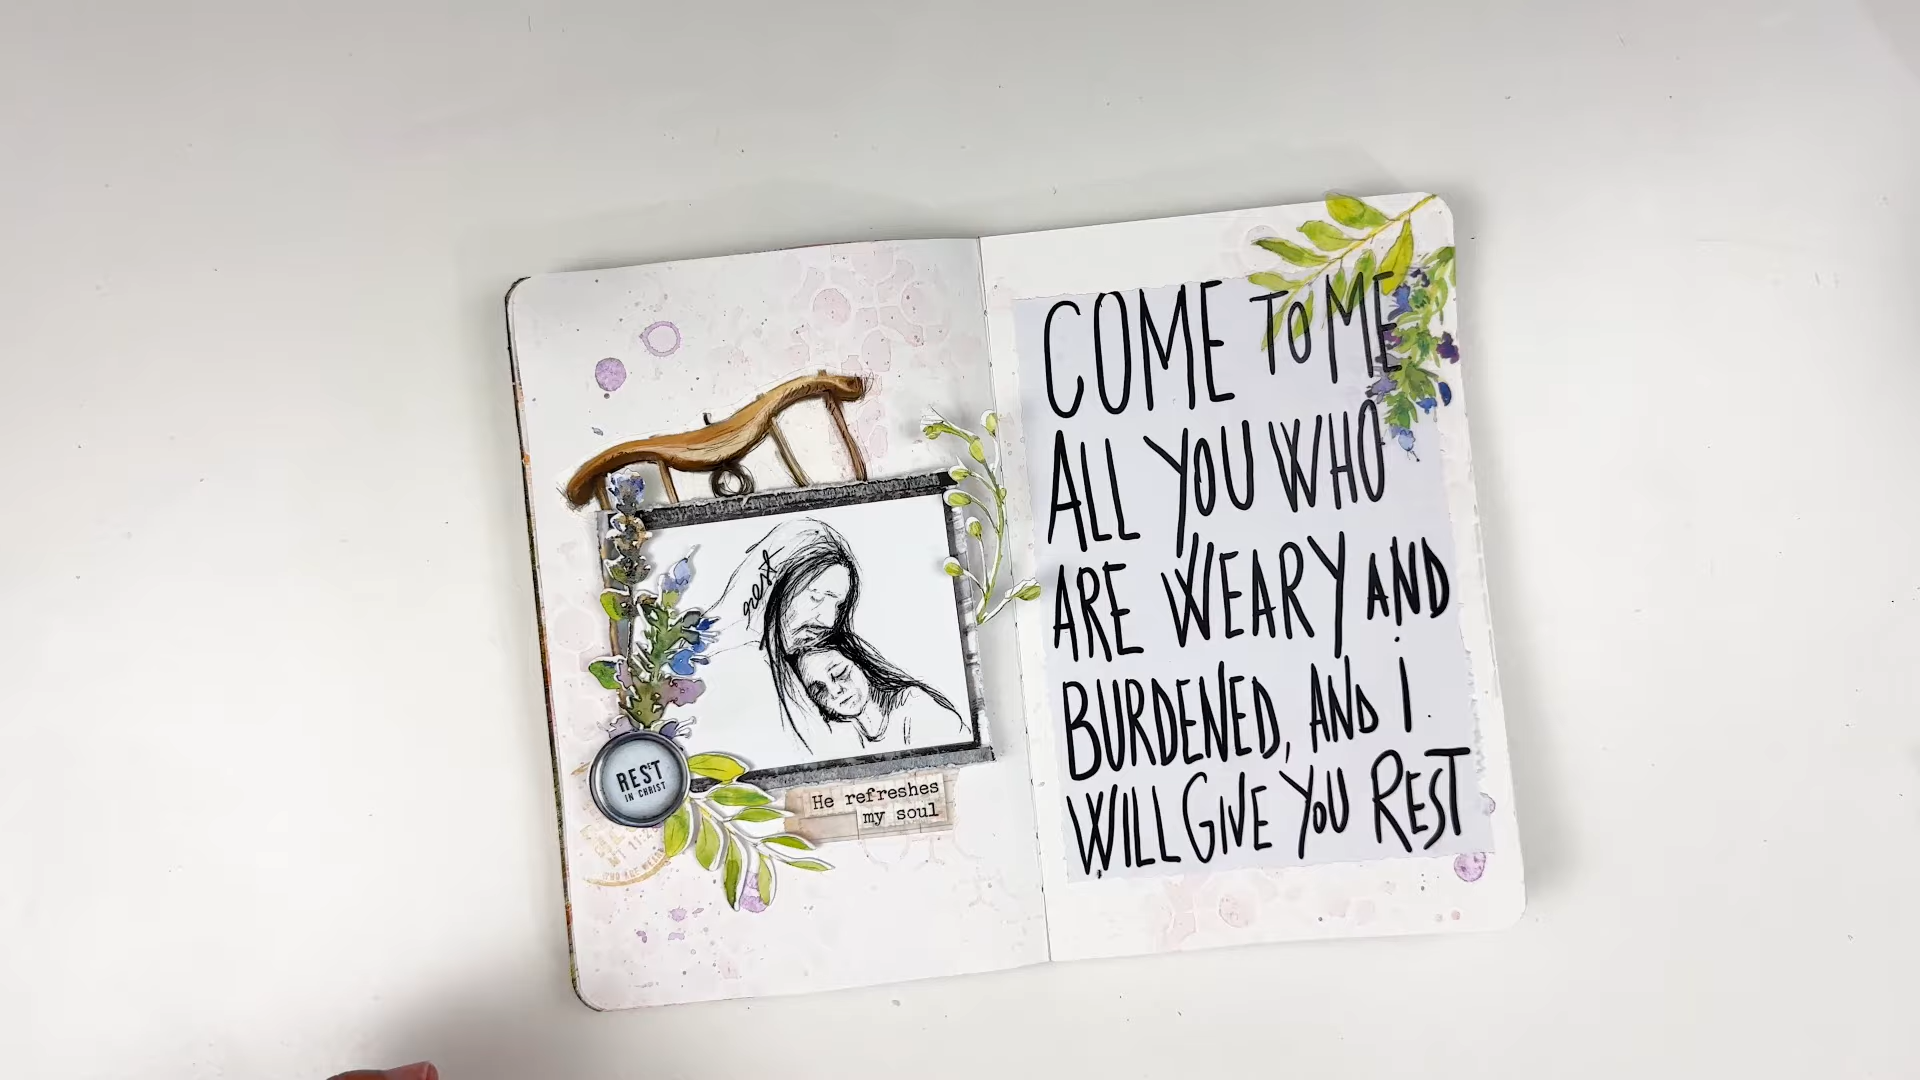 rest
REST
IN CHRIST
He refreshes
my soul
COME TO ME
ALL YOU WHO
ARE WEARY AND
BURDENED, AND I
WILL GIVE YOU REST